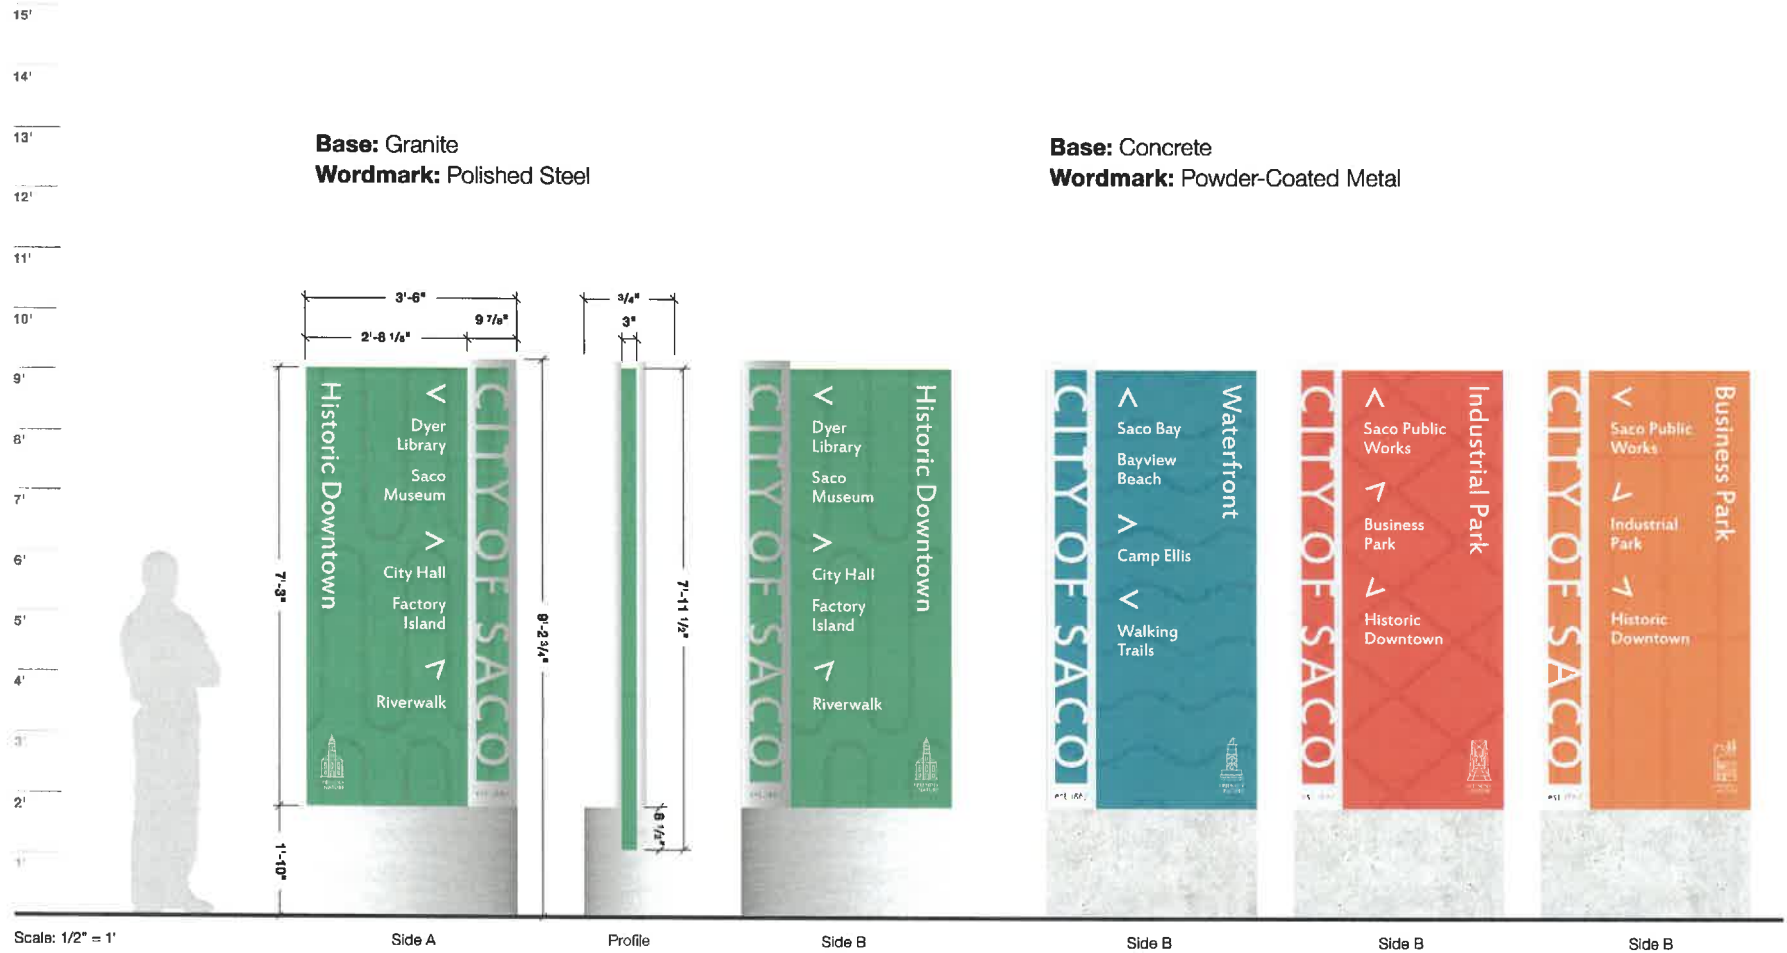 15'
14'
13'
12'
11'
10'
9'
8'
7'
6'
5'
4'
3'
2'
1'
Base: Granite
Wordmark: Polished Steel
Base: Concrete
Wordmark: Powder-Coated Metal
3'-6"
2'-8 1/8"
9 7/8"
3/4"
3"
7'-3"
1'-10"
9'-2 3/4"
7'-11 1/2"
8 1/2"
Historic Downtown
<
Dyer
Library
Saco
Museum
>
City Hall
Factory
Island
Riverwalk
CITY OF SACO
CITY OF SACO
<
Dyer
Library
Saco
Museum
>
City Hall
Factory
Island
Riverwalk
Historic Downtown
CITY OF SACO
Saco Bay
Bayview
Beach
>
Camp Ellis
<
Walking
Trails
Waterfront
CITY OF SACO
Saco Public
Works
Business
Park
Historic
Downtown
Industrial Park
CITY OF SACO
<
Saco Public
Works
Industrial
Park
Historic
Downtown
Business Park
Scale: 1/2" = 1'
Side A
Profile
Side B
Side B
Side B
Side B